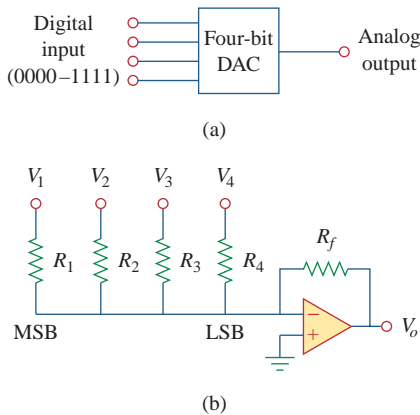 Digital
input
(0000–1111)
Four-bit
DAC
Analog
output
(a)
V1 V2 V3 V4
R1 R2 R3 R4 Rf
MSB LSB − +
Vo
(b)